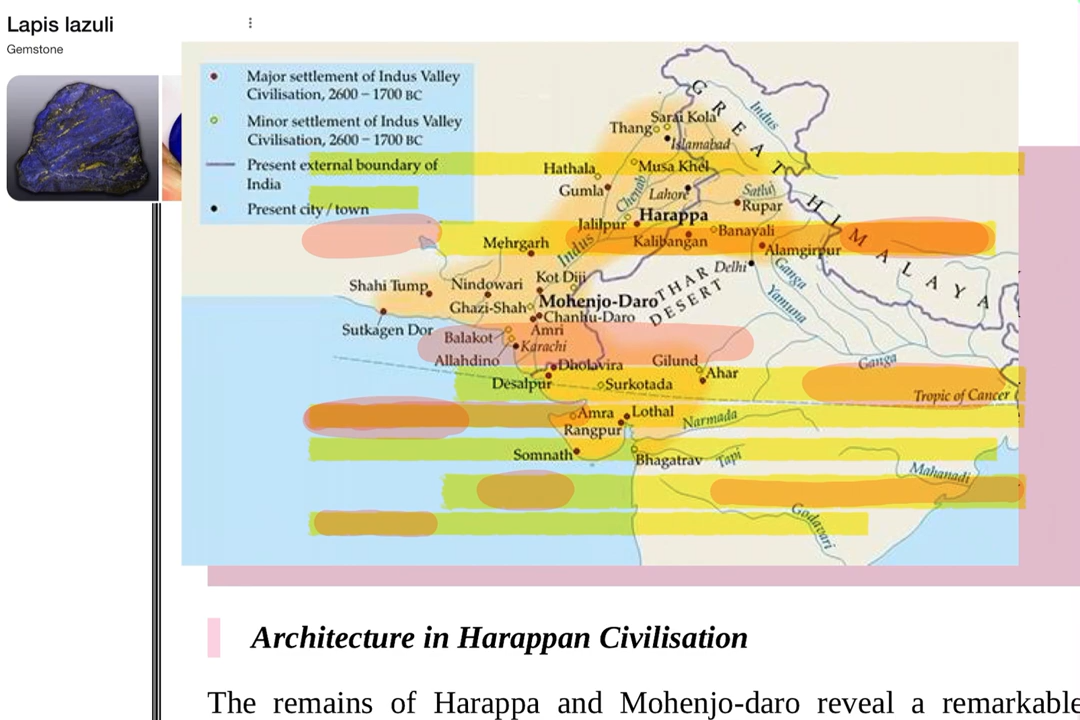 Lapis lazuli
Gemstone
Major settlement of Indus Valley
Civilisation, 2600 – 1700 BC
Minor settlement of Indus Valley
Civilisation, 2600 – 1700 BC
Present external boundary of
India
Present city / town
GREAT HIMALAYA
Indus
Sarai Kola
Thang
Islamabad
Hathala
Musa Khel
Gumla
Chenab
Lahore
Satluj
Rupar
Jalilpur
Harappa
Banavali
Kalibangan
Mehrgarh
Indus
Alamgirpur
Delhi
Ganga
Kot Diji
THAR
DESERT
Yamuna
Shahi Tump
Nindowari
Mohenjo-Daro
Ghazi-Shah
Chanhu-Daro
Sutkagen Dor
Amri
Balakot
Karachi
Allahdino
Dholavira
Gilund
Ganga
Ahar
Desalpur
Surkotada
Tropic of Cancer
Amra
Lothal
Narmada
Rangpur
Somnath
Bhagatrav
Tapi
Mahanadi
Godavari
Architecture in Harappan Civilisation
The remains of Harappa and Mohenjo-daro reveal a remarkable